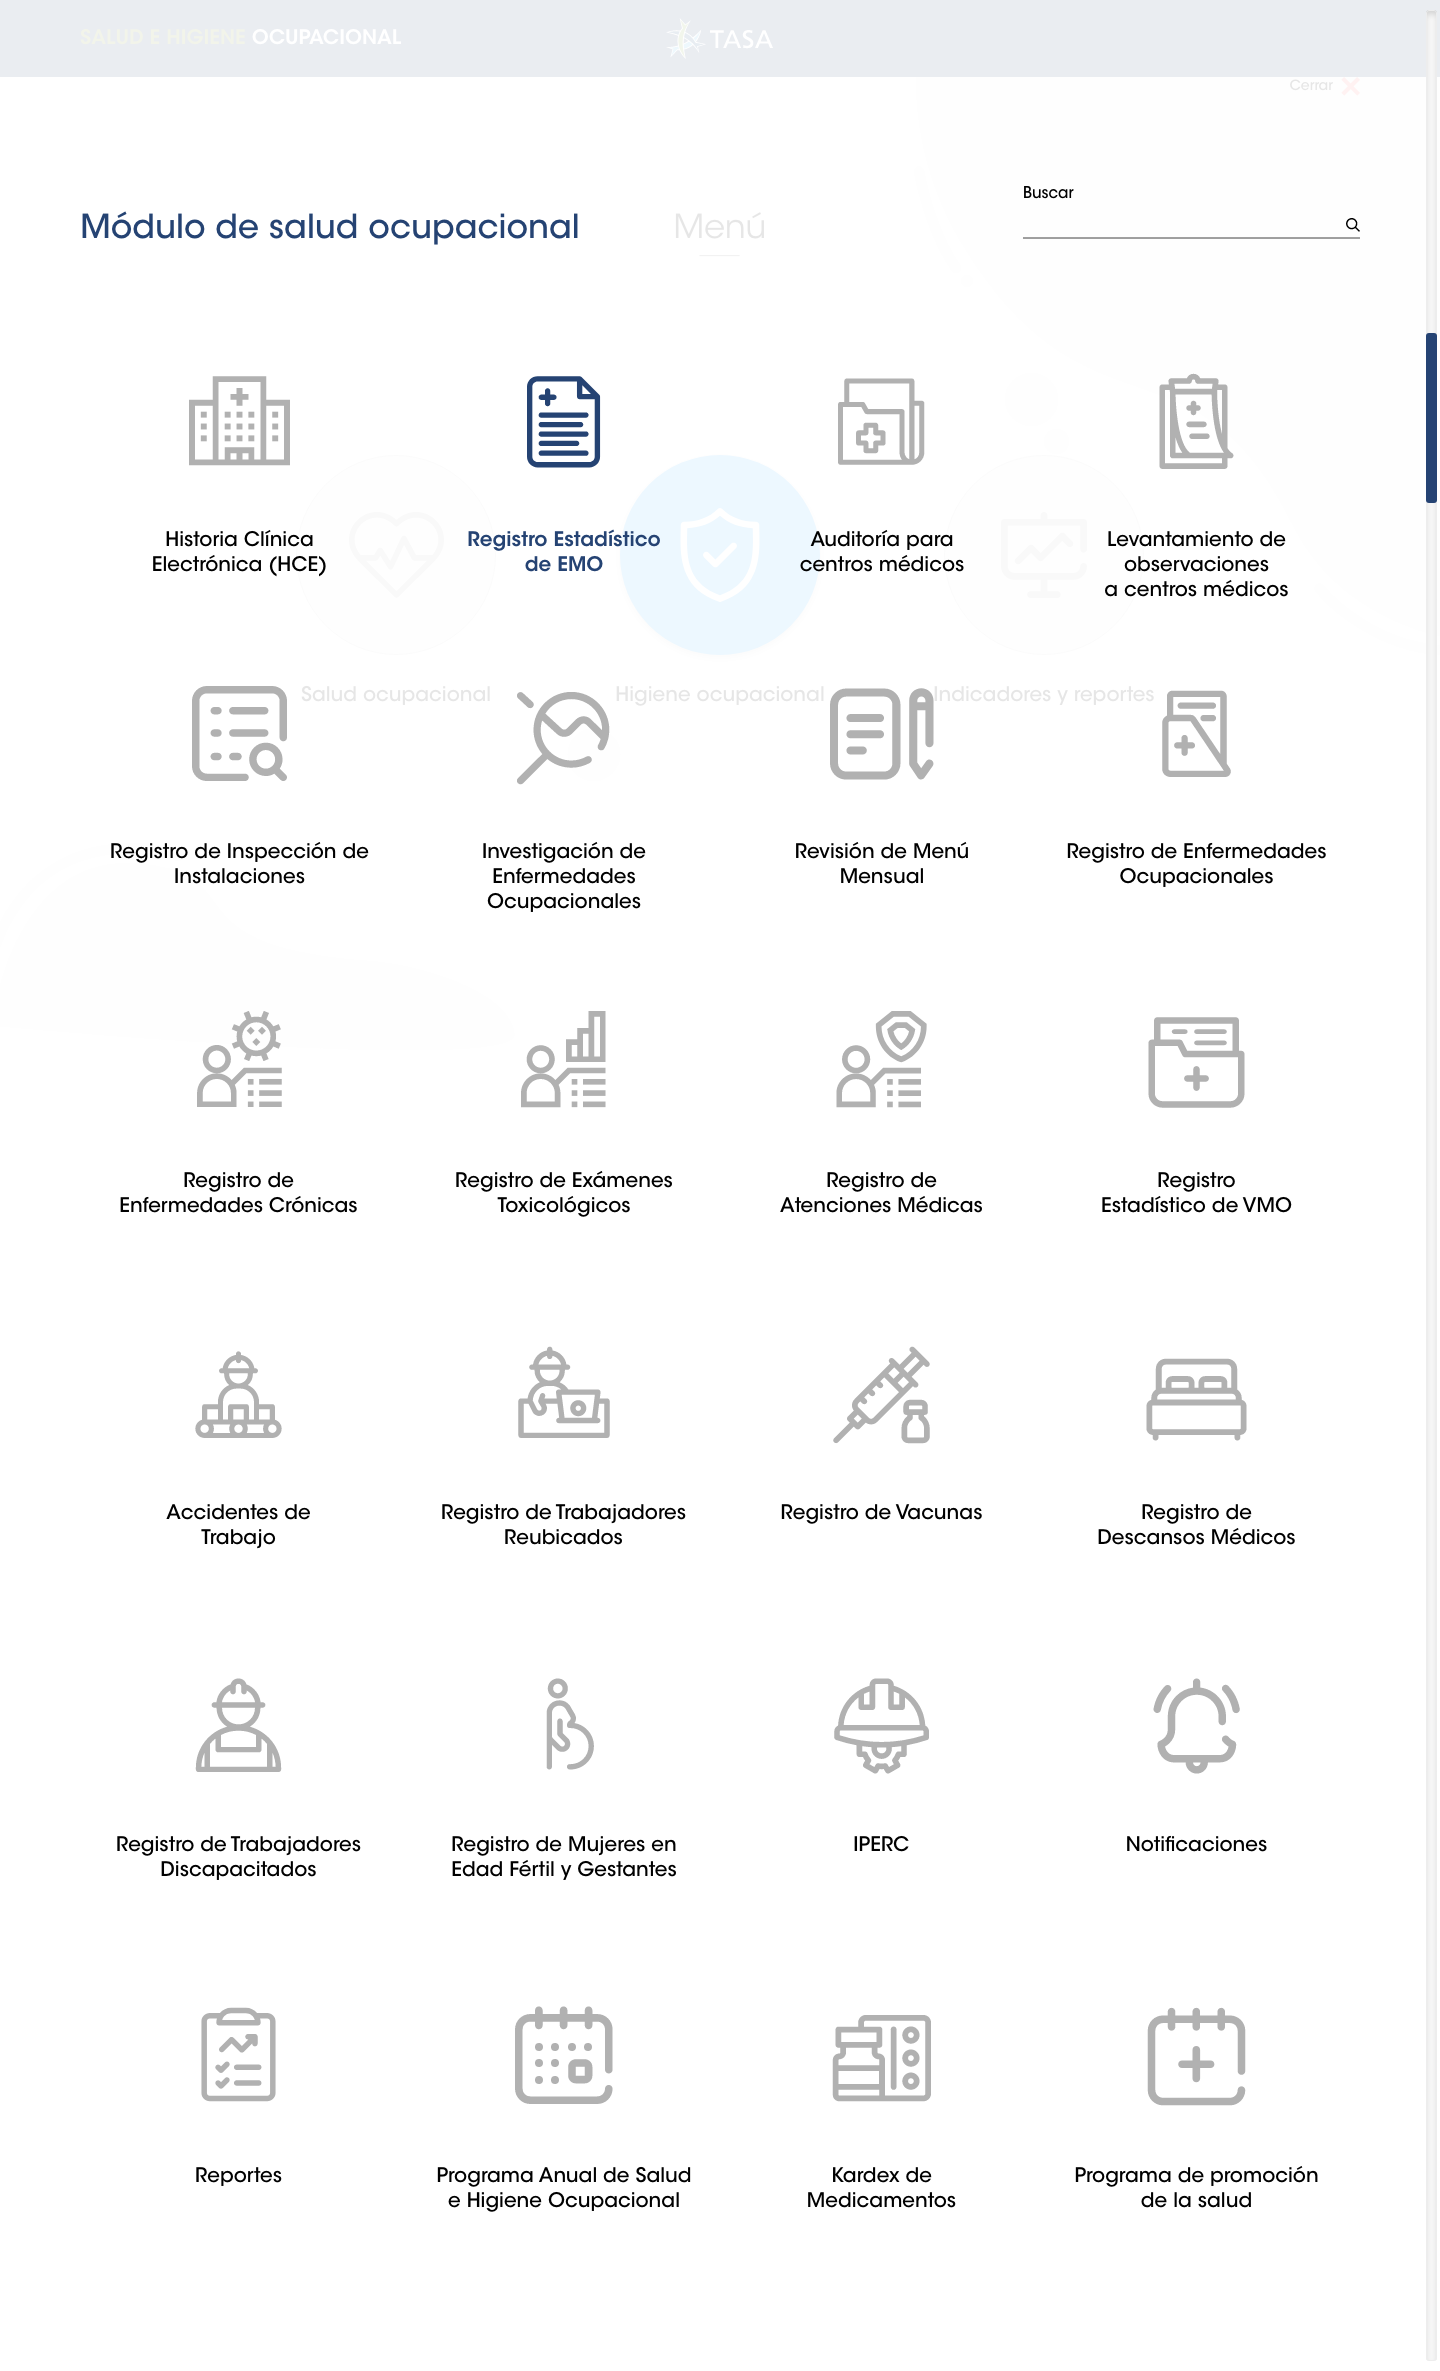 SALUD E HIGIENE OCUPACIONAL
TASA
Cerrar
Buscar
Módulo de salud ocupacional
Menú
Historia Clínica
Electrónica (HCE)
Registro Estadístico
de EMO
Auditoría para
centros médicos
Levantamiento de
observaciones
a centros médicos
Salud ocupacional
Higiene ocupacional
Indicadores y reportes
Registro de Inspección de
Instalaciones
Investigación de
Enfermedades
Ocupacionales
Revisión de Menú
Mensual
Registro de Enfermedades
Ocupacionales
Registro de
Enfermedades Crónicas
Registro de Exámenes
Toxicológicos
Registro de
Atenciones Médicas
Registro
Estadístico de VMO
Accidentes de
Trabajo
Registro de Trabajadores
Reubicados
Registro de Vacunas
Registro de
Descansos Médicos
Registro de Trabajadores
Discapacitados
Registro de Mujeres en
Edad Fértil y Gestantes
IPERC
Notificaciones
Reportes
Programa Anual de Salud
e Higiene Ocupacional
Kardex de
Medicamentos
Programa de promoción
de la salud